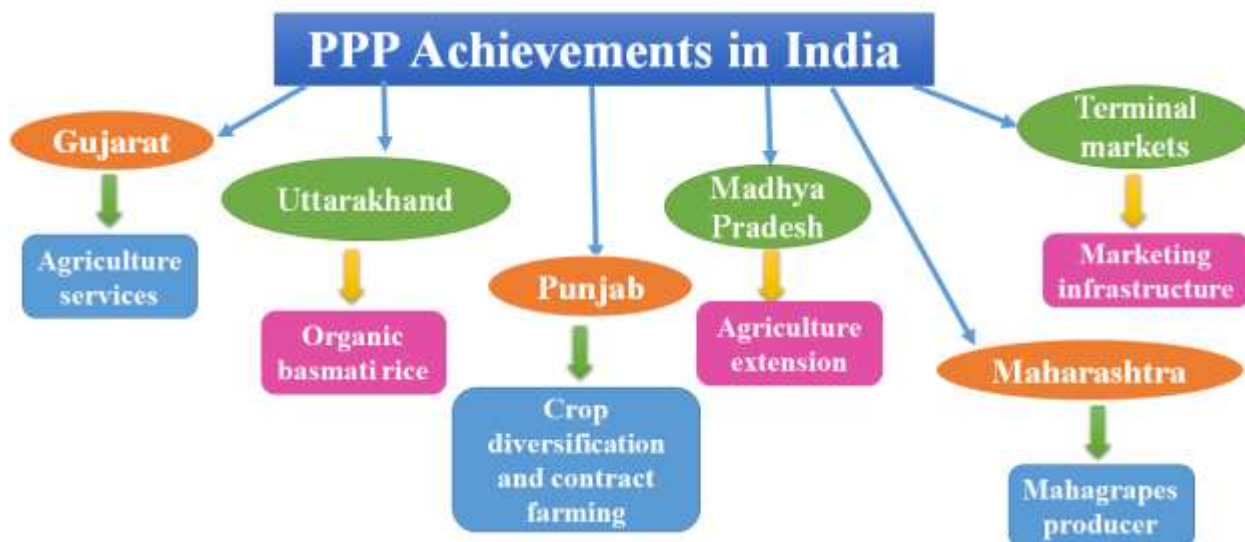 PPP Achievements in India
Gujarat
Agriculture
services
Uttarakhand
Organic
basmati rice
Punjab
Crop
diversification
and contract
farming
Madhya
Pradesh
Agriculture
extension
Terminal
markets
Marketing
infrastructure
Maharashtra
Mahagrapes
producer